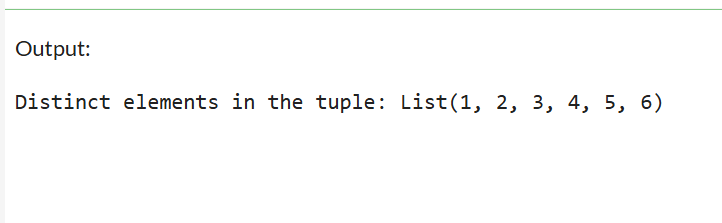 Output:
Distinct elements in the tuple: List(1, 2, 3, 4, 5, 6)